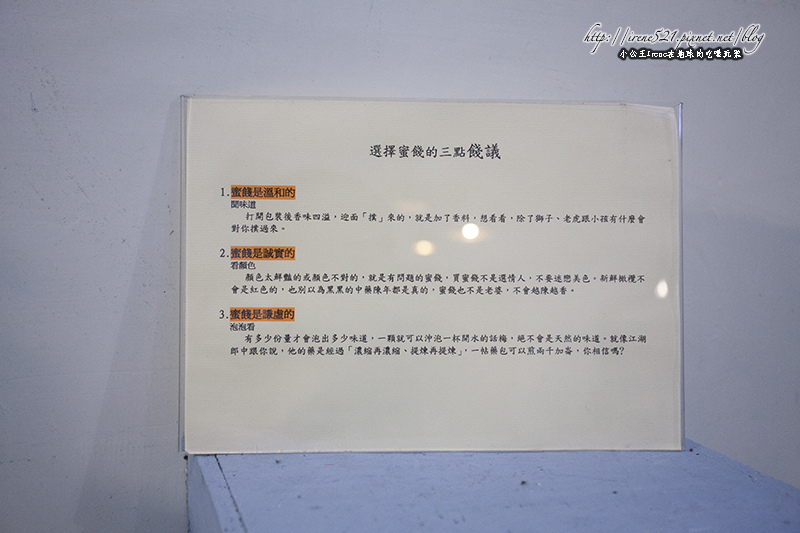 http://irene521.pixnet.net/blog
小公主Irene在地球的吃喝玩樂
選擇蜜餞的三點餞議
1.蜜餞是溫和的
聞味道
打開包裝後香味四溢，迎面「撲」來的，就是加了香料，想看看，除了獅子、老虎跟小孩有什麼會
對你撲過來。
2.蜜餞是誠實的
看顏色
顏色太鮮豔的或顏色不對的，就是有問題的蜜餞，買蜜餞不是選情人，不要迷戀美色。新鮮橄欖不
會是紅色的，也別以為黑黑的中藥陳年都是真的，蜜餞也不是老婆，不會越陳越香。
3.蜜餞是謙虛的
泡泡看
有多少份量才會泡出多少味道，一顆就可以沖泡一杯開水的話梅，絕不會是天然的味道。就像江湖
郎中跟你說，他的藥是經過「濃縮再濃縮、提煉再提煉」，一帖藥包可以煎兩千加侖，你相信嗎?